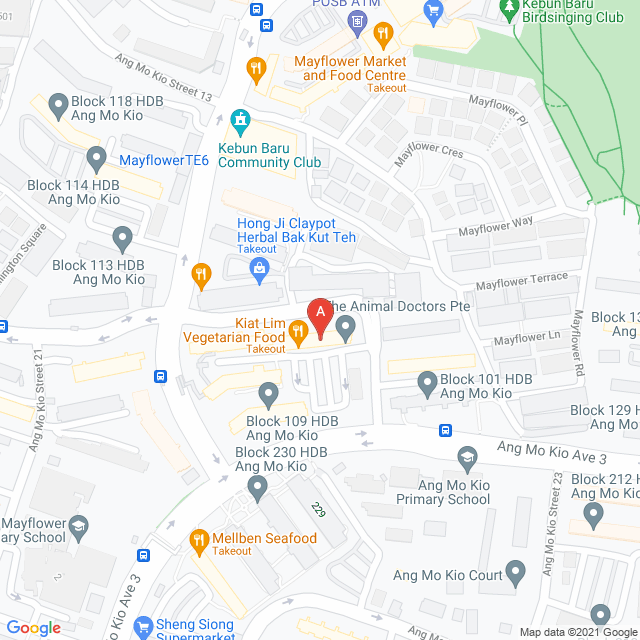 POSB ATM
Kebun Baru
Birdsinging Club
501
Ang Mo Kio Street 13
Mayflower Market
and Food Centre
Takeout
Block 118 HDB
Ang Mo Kio
Mayflower Pl
Kebun Baru
Community Club
MayflowerTE6
Mayflower Cres
Block 114 HDB
Ang Mo Kio
Hong Ji Claypot
Herbal Bak Kut Teh
Takeout
Mayflower Way
Block 113 HDB
Ang Mo Kio
Mayflower Terrace
A
The Animal Doctors Pte
Kiat Lim
Vegetarian Food
Takeout
Mayflower Ln
Mayflower Rd
Ang Mo Kio Street 21
Block 101 HDB
Ang Mo Kio
Block 129 H
Ang Mo Kio
Block 109 HDB
Ang Mo Kio
Block 230 HDB
Ang Mo Kio
Ang Mo Kio Ave 3
Ang Mo Kio
Primary School
Ang Mo Kio Street 23
Block 212 H
Ang Mo Kio
229
Mayflower
ary School
Mellben Seafood
Takeout
2
Ang Mo Kio Court
Kio Ave 3
Sheng Siong
Supermarket
Google
Map data ©2021 Google